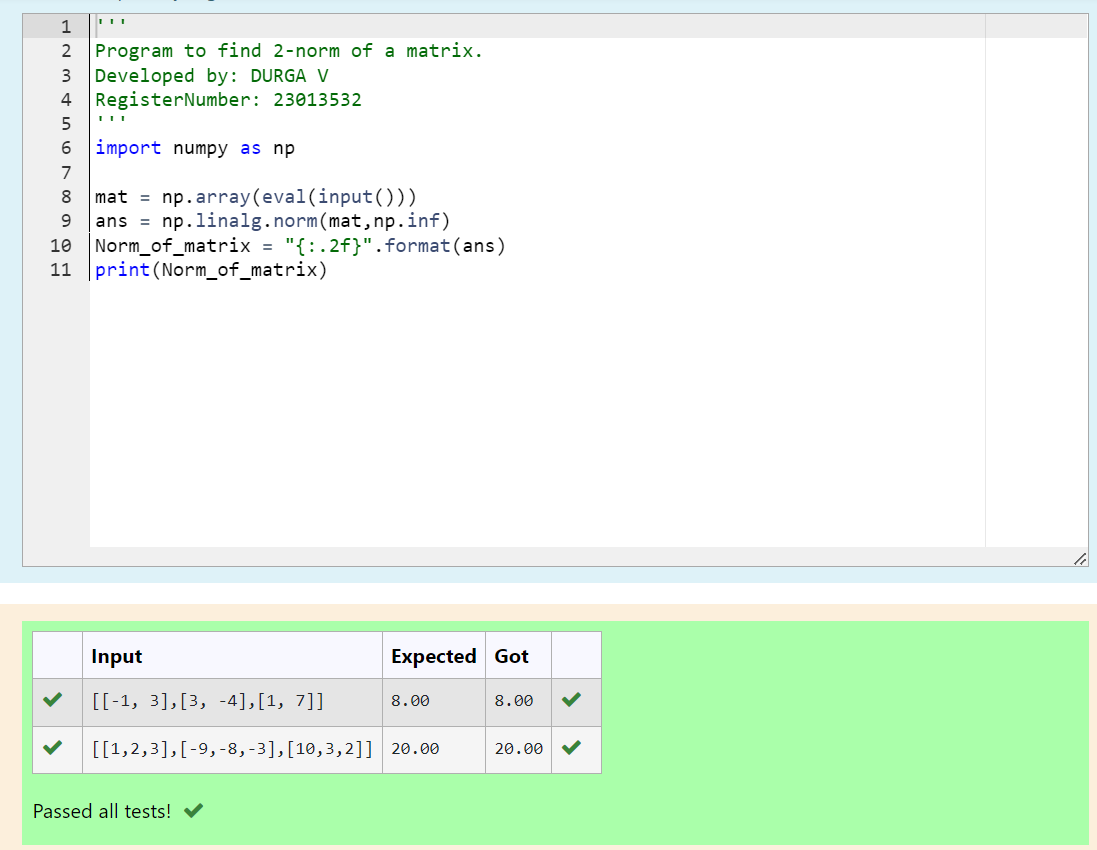 1 '''
2 Program to find 2-norm of a matrix.
3 Developed by: DURGA V
4 RegisterNumber: 23013532
5 '''
6 import numpy as np
7
8 mat = np.array(eval(input()))
9 ans = np.linalg.norm(mat,np.inf)
10 Norm_of_matrix = "{:.2f}".format(ans)
11 print(Norm_of_matrix)
Input Expected Got
[[-1, 3],[3, -4],[1, 7]] 8.00 8.00
[[1,2,3],[-9,-8,-3],[10,3,2]] 20.00 20.00
Passed all tests!